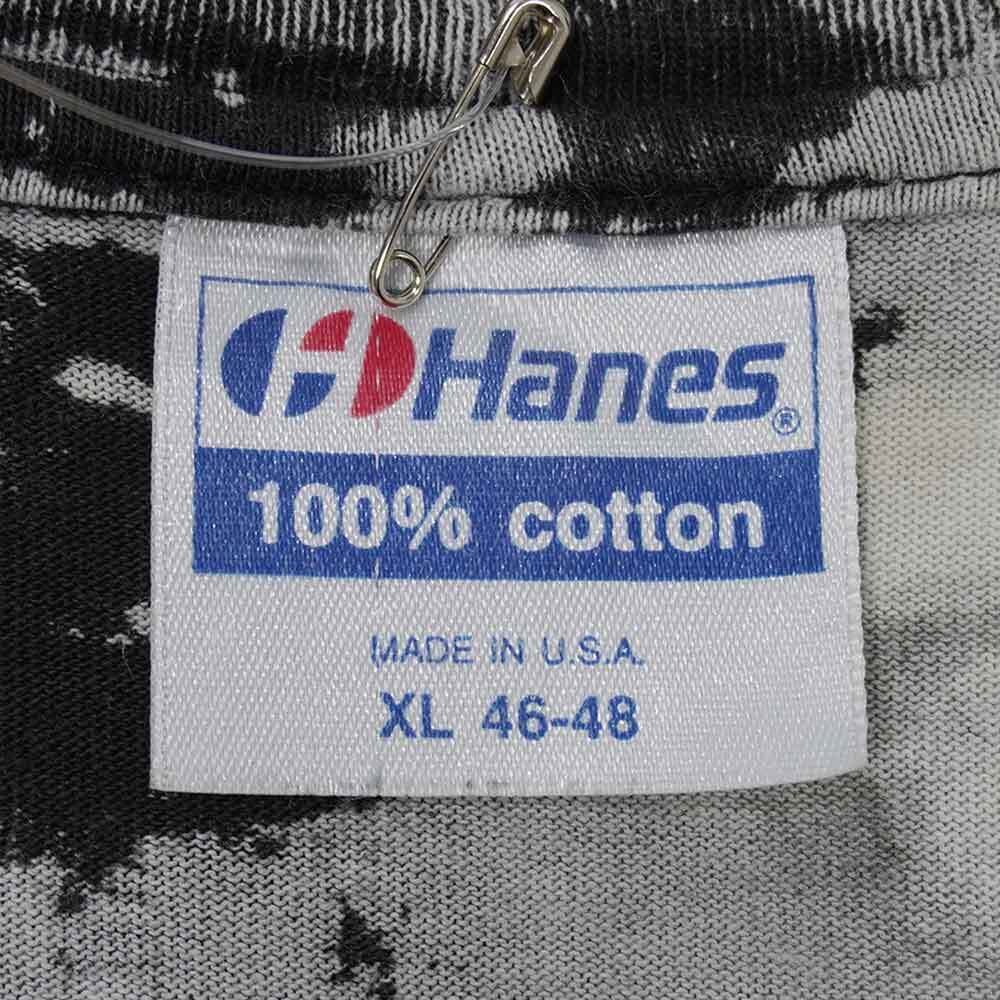 Hanes®
100% cotton
MADE IN U.S.A.
XL 46-48